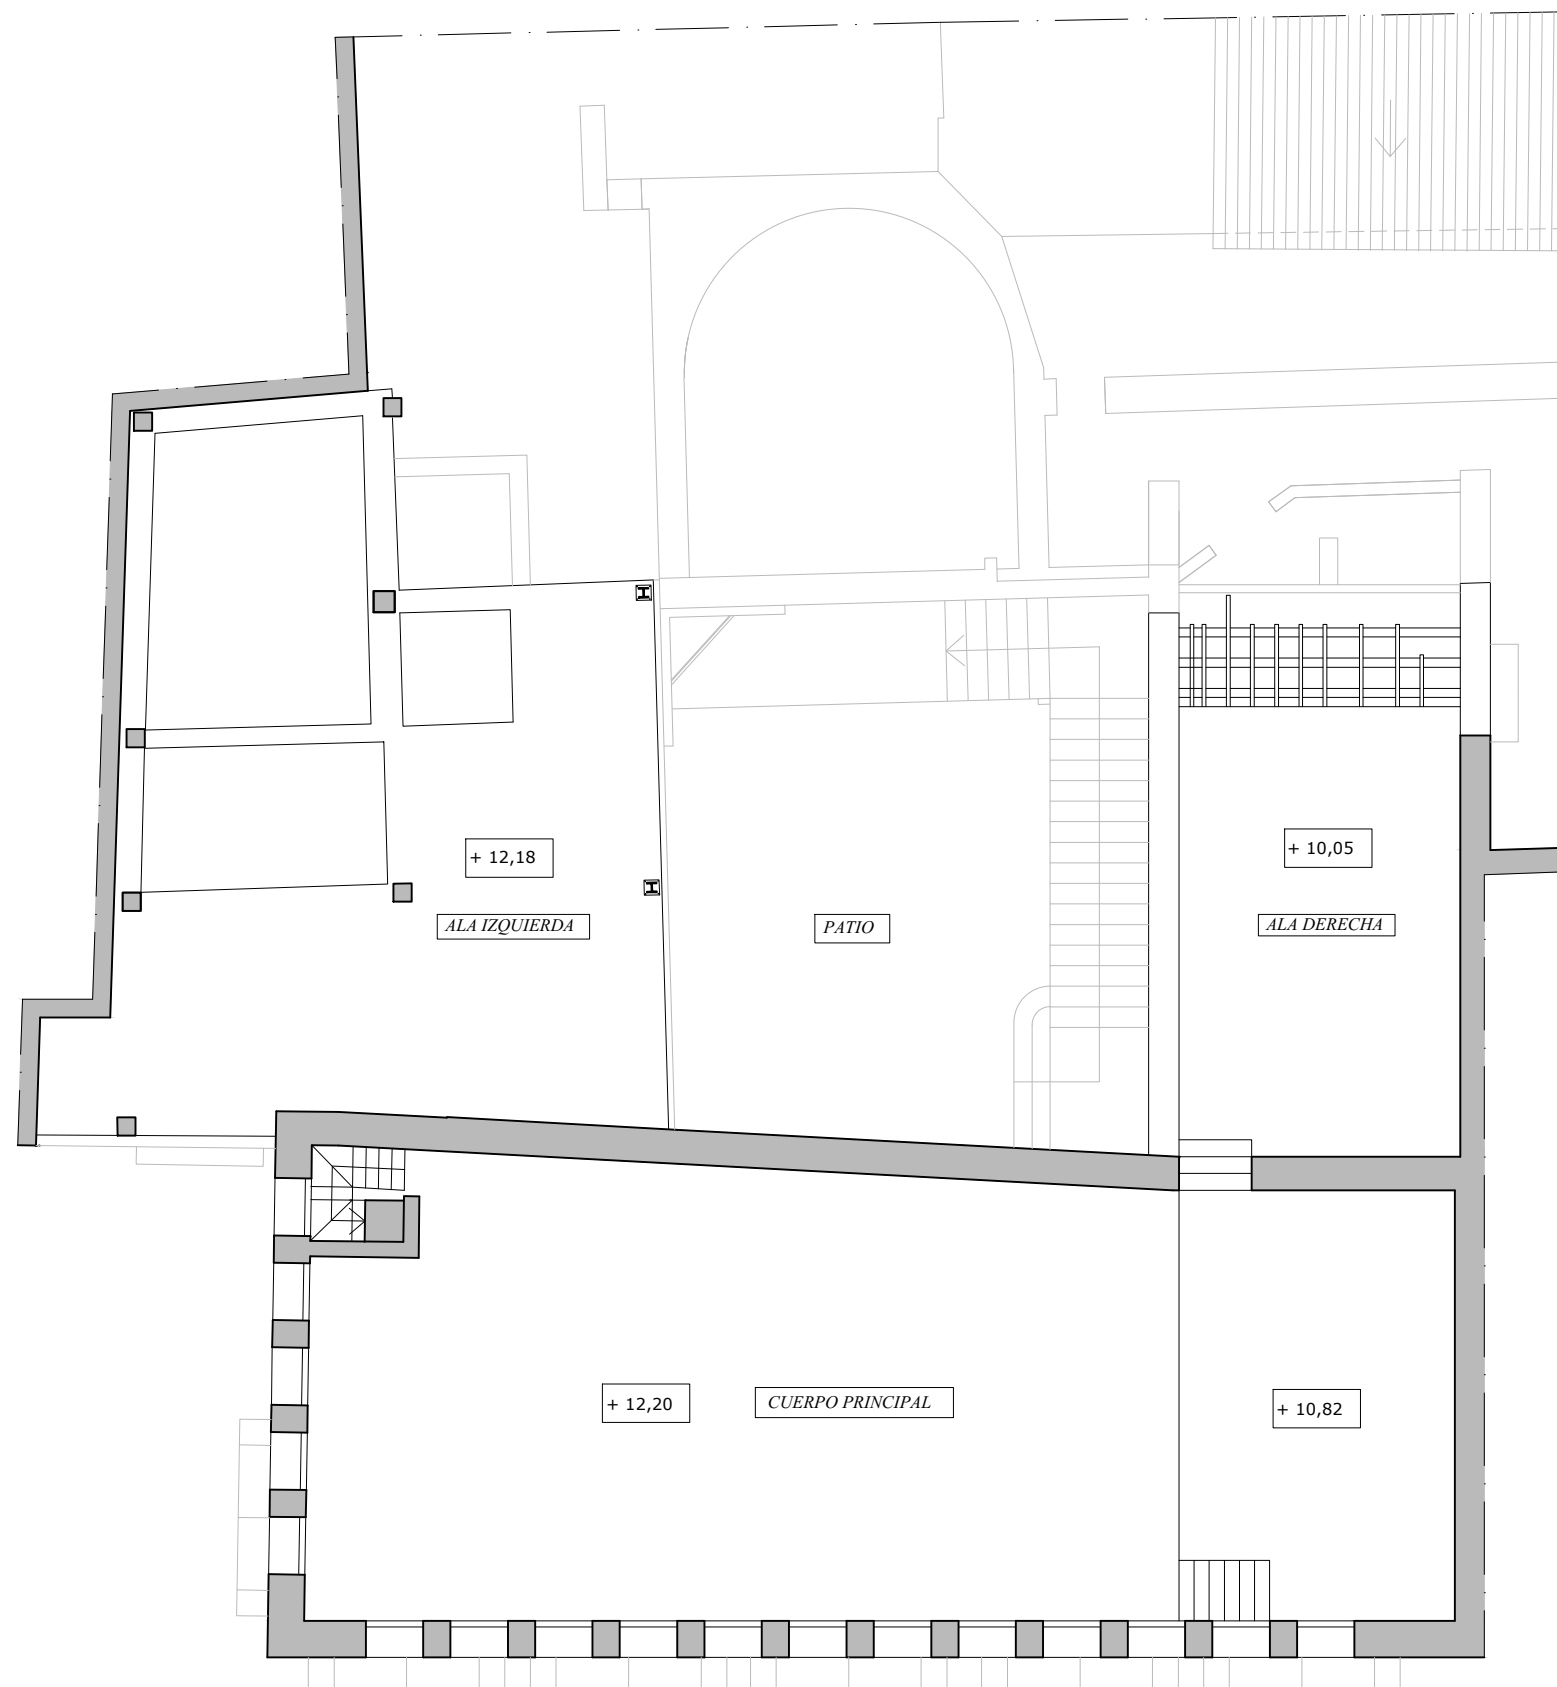 + 12,18
ALA IZQUIERDA
PATIO
+ 10,05
ALA DERECHA
+ 12,20
CUERPO PRINCIPAL
+ 10,82